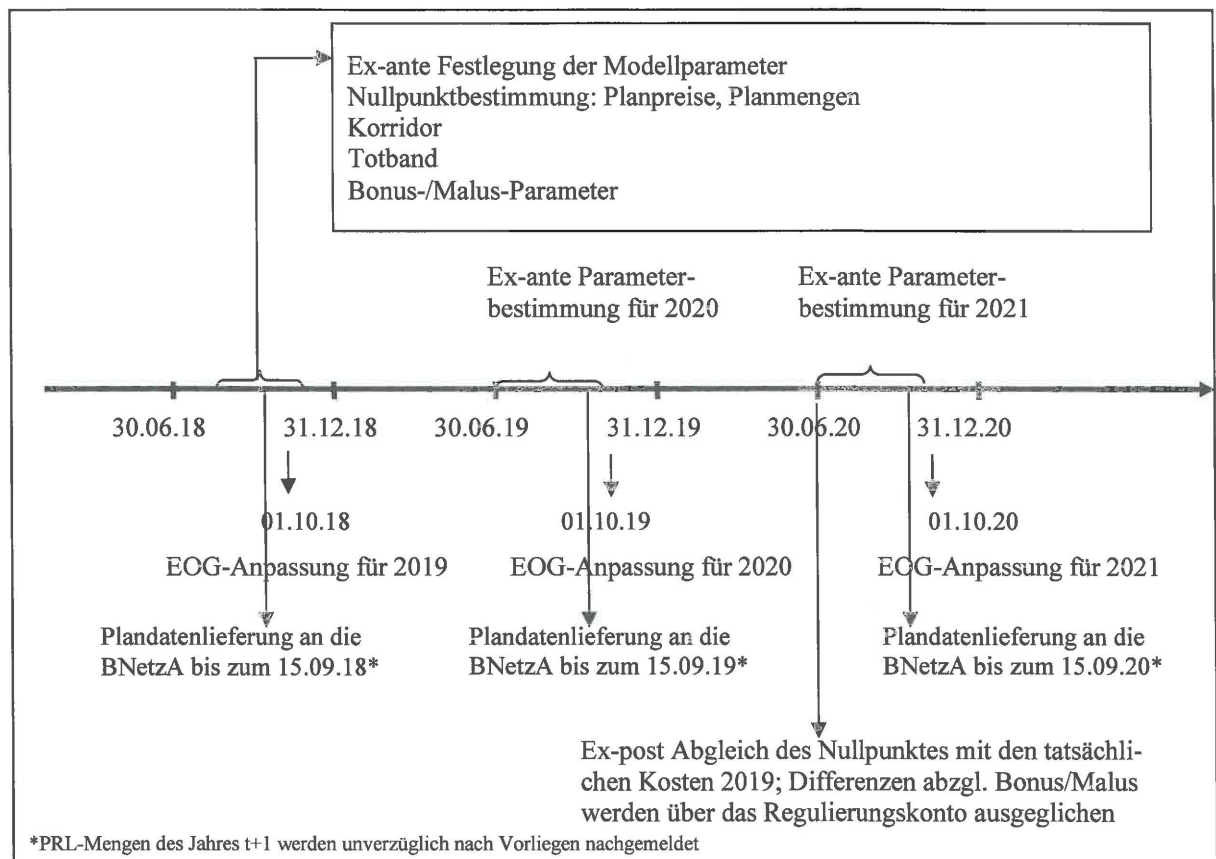 Ex-ante Festlegung der Modellparameter
Nullpunktbestimmung: Planpreise, Planmengen
Korridor
Totband
Bonus-/Malus-Parameter
Ex-ante Parameter-
bestimmung für 2020
Ex-ante Parameter-
bestimmung für 2021
30.06.18
31.12.18
30.06.19
31.12.19
30.06.20
31.12.20
01.10.18
EOG-Anpassung für 2019
01.10.19
EOG-Anpassung für 2020
01.10.20
EOG-Anpassung für 2021
Plandatenlieferung an die
BNetzA bis zum 15.09.18*
Plandatenlieferung an die
BNetzA bis zum 15.09.19*
Plandatenlieferung an die
BNetzA bis zum 15.09.20*
Ex-post Abgleich des Nullpunktes mit den tatsächli-
chen Kosten 2019; Differenzen abzgl. Bonus/Malus
werden über das Regulierungskonto ausgeglichen
*PRL-Mengen des Jahres t+1 werden unverzüglich nach Vorliegen nachgemeldet